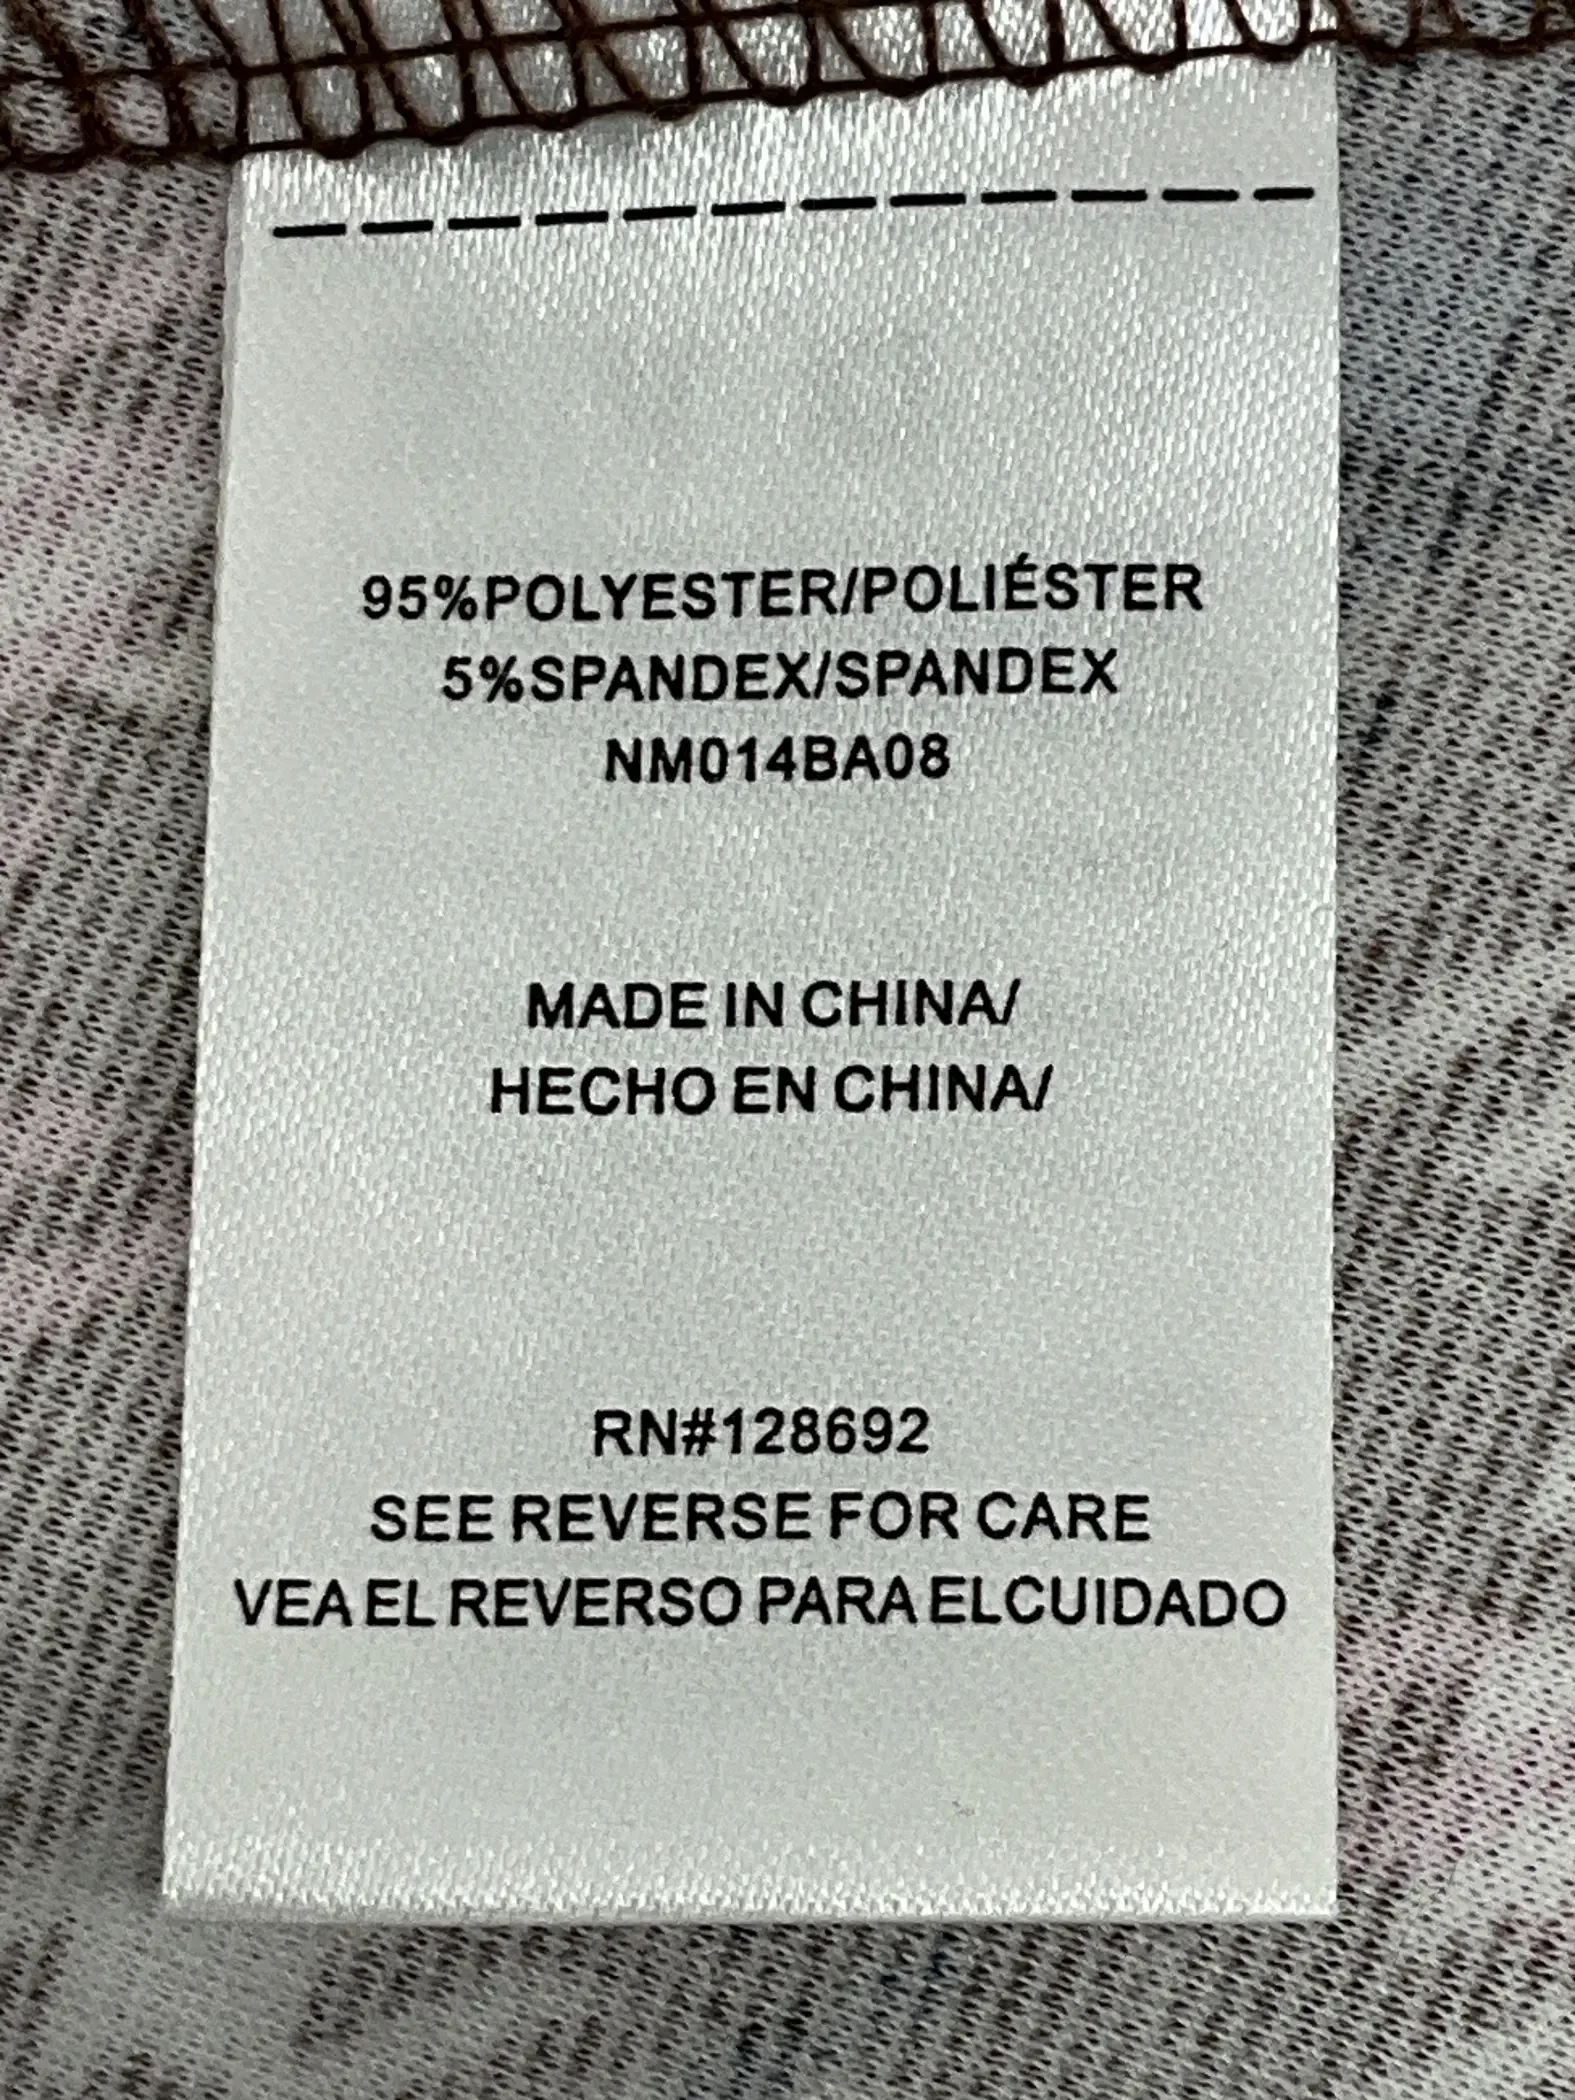 95%POLYESTER/POLIÉSTER
5%SPANDEX/SPANDEX
NM014BA08
MADE IN CHINA/
HECHO EN CHINA/
RN#128692
SEE REVERSE FOR CARE
VEA EL REVERSO PARA ELCUIDADO